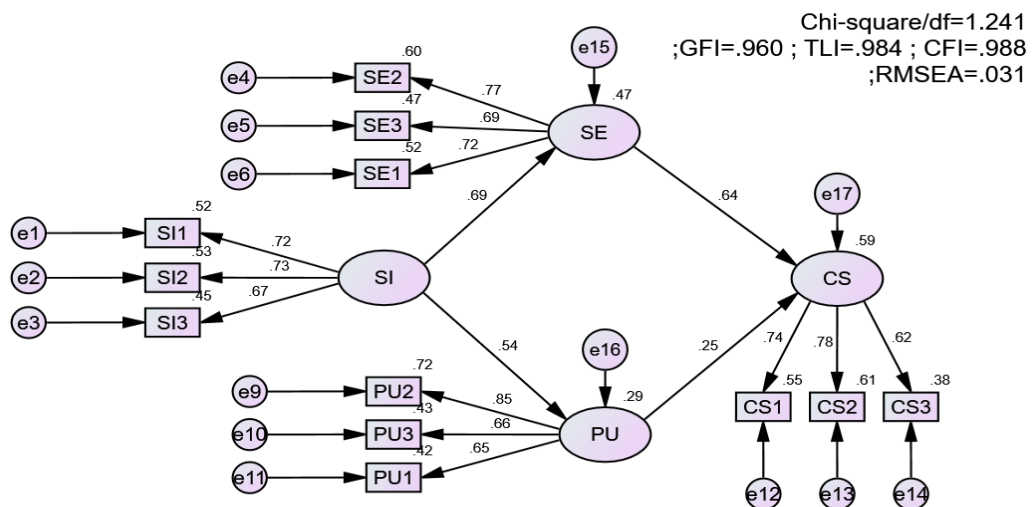 Chi-square/df=1.241
;GFI=.960 ; TLI=.984 ; CFI=.988
;RMSEA=.031
e15
.60
e4
SE2
.77
.47
.47
e5
SE3
.69
SE
.52
.72
e6
SE1
.69
.64
e17
.52
e1
SI1
.72
.59
.53
e2
SI2
.73
SI
CS
.45
.67
e3
SI3
.54
e16
.25
.74
.78
.62
.72
.55
.61
.38
e9
PU2
.85
.29
CS1
CS2
CS3
.43
e10
PU3
.66
PU
.42
.65
e11
PU1
e12
e13
e14